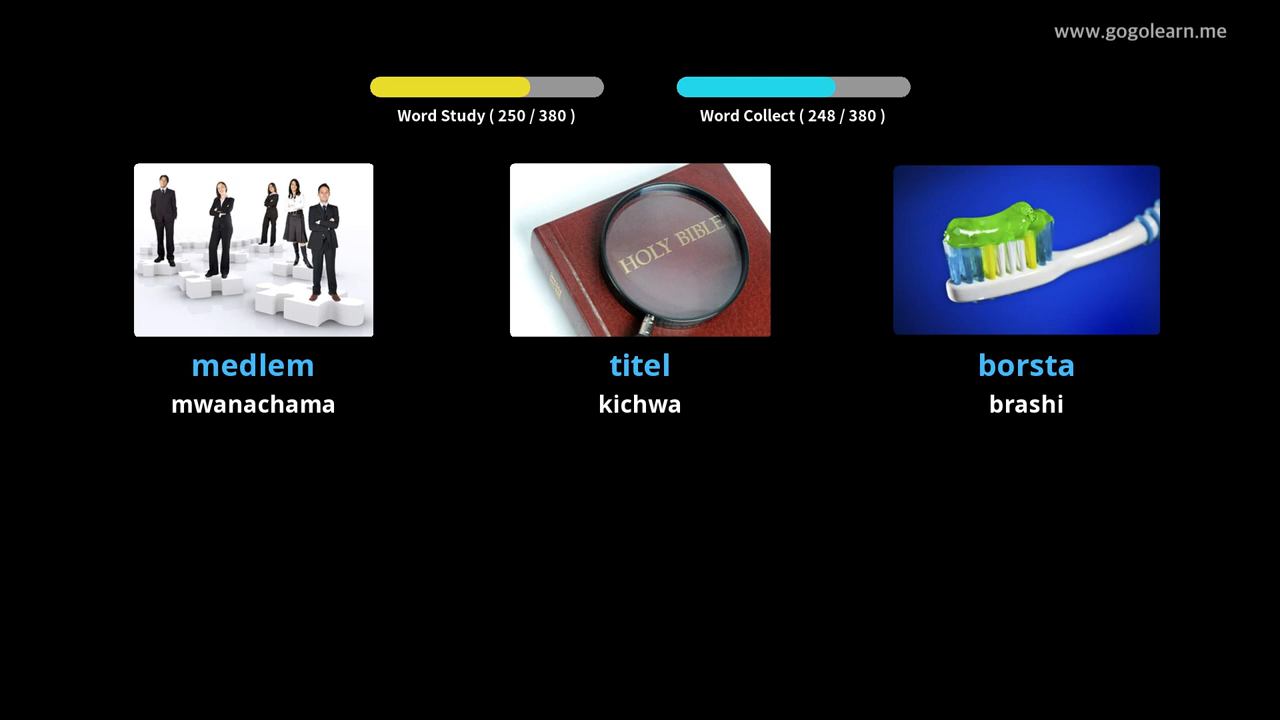 www.gogolearn.me
Word Study ( 250 / 380 )
Word Collect ( 248 / 380 )
HOLY BIBLE
medlem
titel
borsta
mwanachama
kichwa
brashi